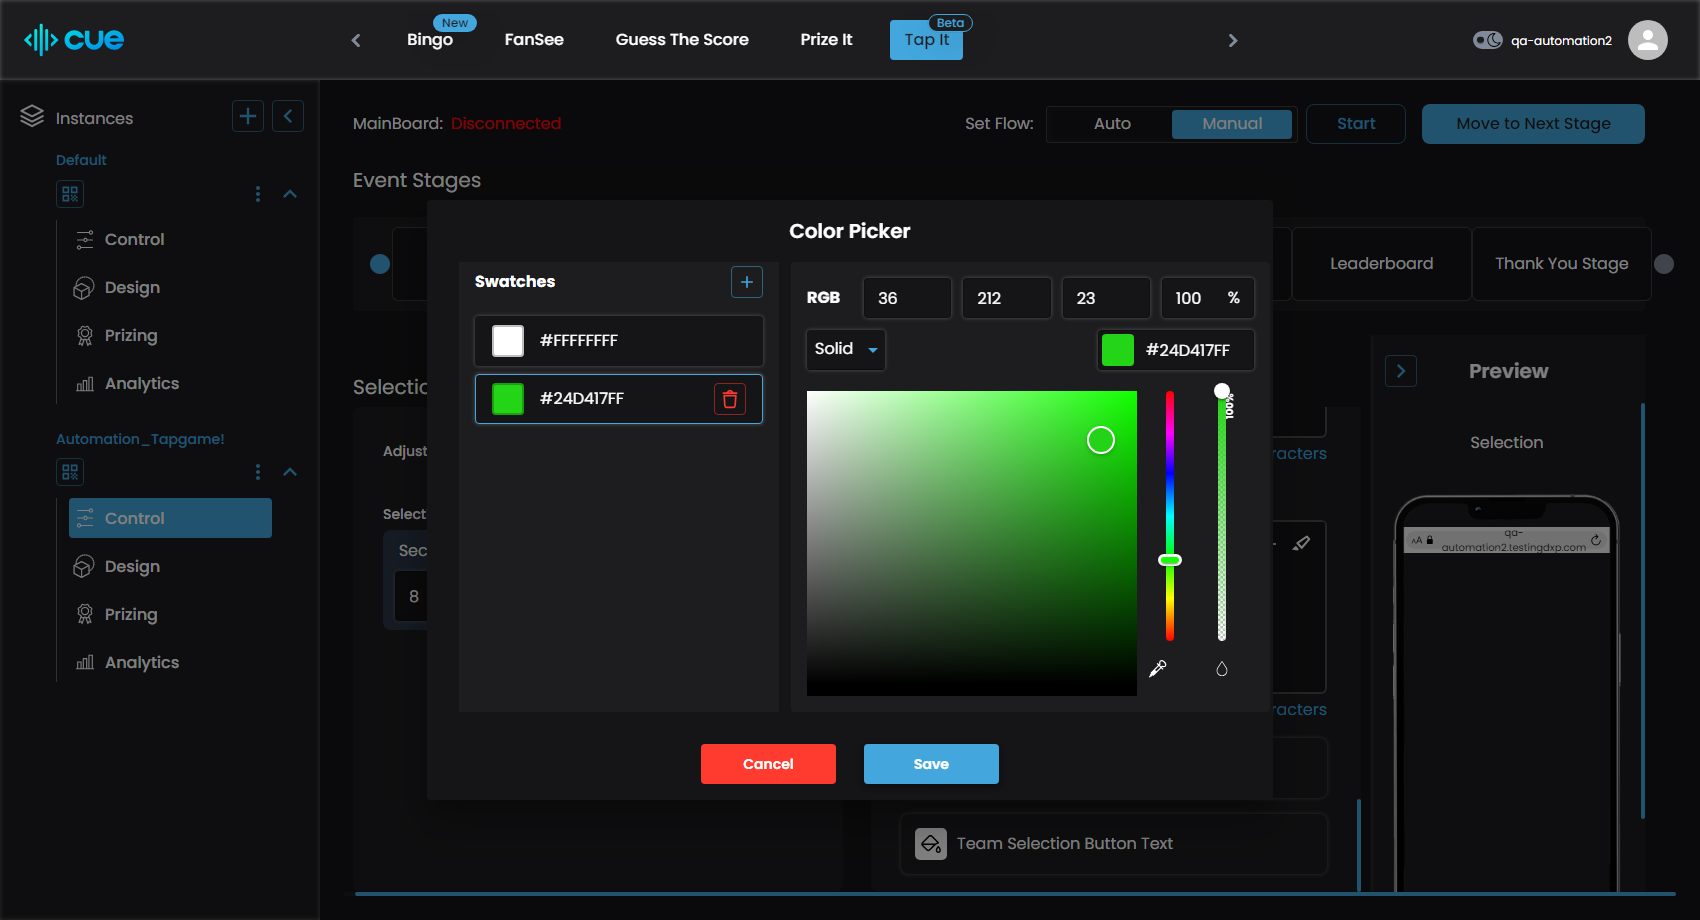 cue
New
Bingo
FanSee
Guess The Score
Prize It
Beta
Tap It
qa-automation2
Instances
Default
Control
Design
Prizing
Analytics
Automation_Tapgame!
Control
Design
Prizing
Analytics
MainBoard: Disconnected
Set Flow:
Auto
Manual
Start
Move to Next Stage
Event Stages
Leaderboard
Thank You Stage
Selectio
Adjust
Select
Sec
8
Color Picker
Swatches
#FFFFFFFF
#24D417FF
RGB
36
212
23
100 %
Solid
#24D417FF
100%
Cancel
Save
racters
racters
Team Selection Button Text
Preview
Selection
AA
qa-
automation2.testingdxp.com